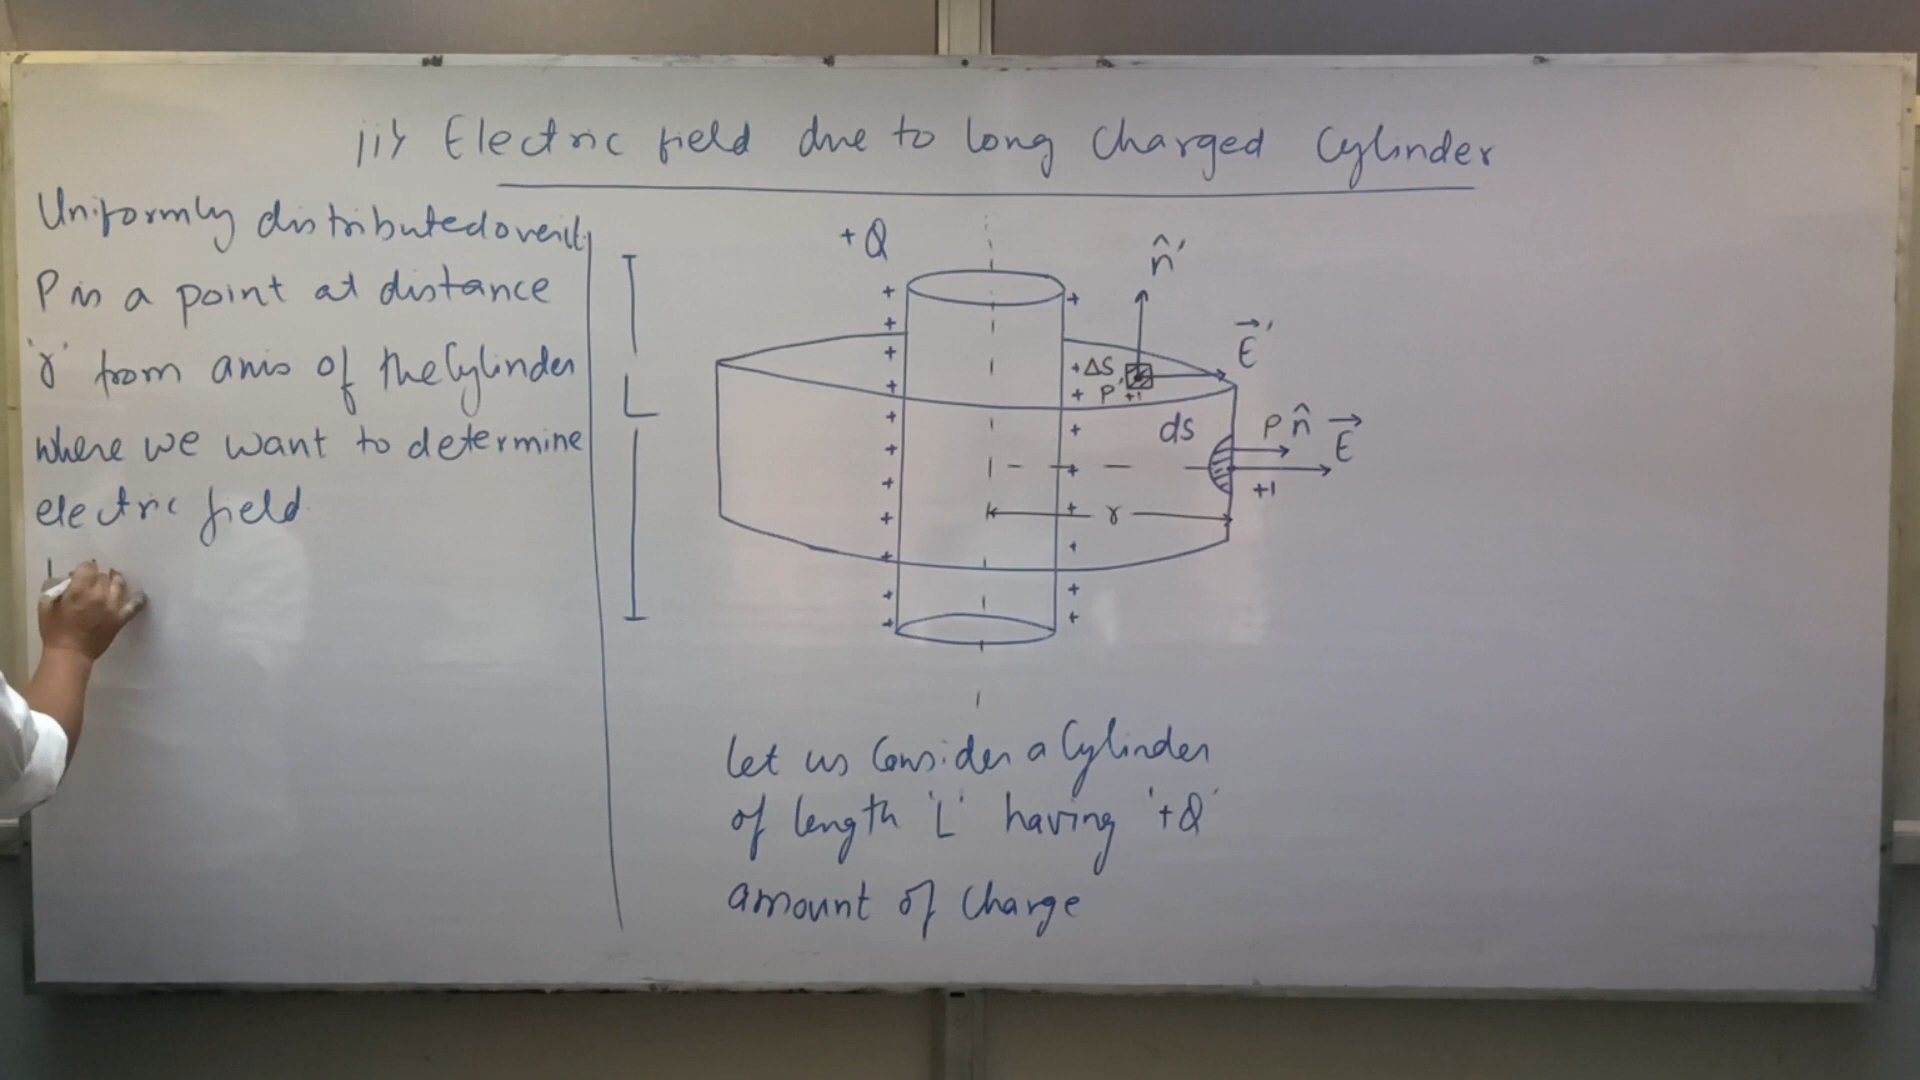 ii) Electric field due to long Charged Cylinder
Uniformly distributed over it
P is a point at distance
'r' from axis of the Cylinder
where we want to determine
electric field
L
+Q
n̂'
E⃗'
ΔS
P'
+1
ds
P n̂ E⃗
+1
r
Let us Consider a Cylinder
of length 'L' having '+Q'
amount of Charge